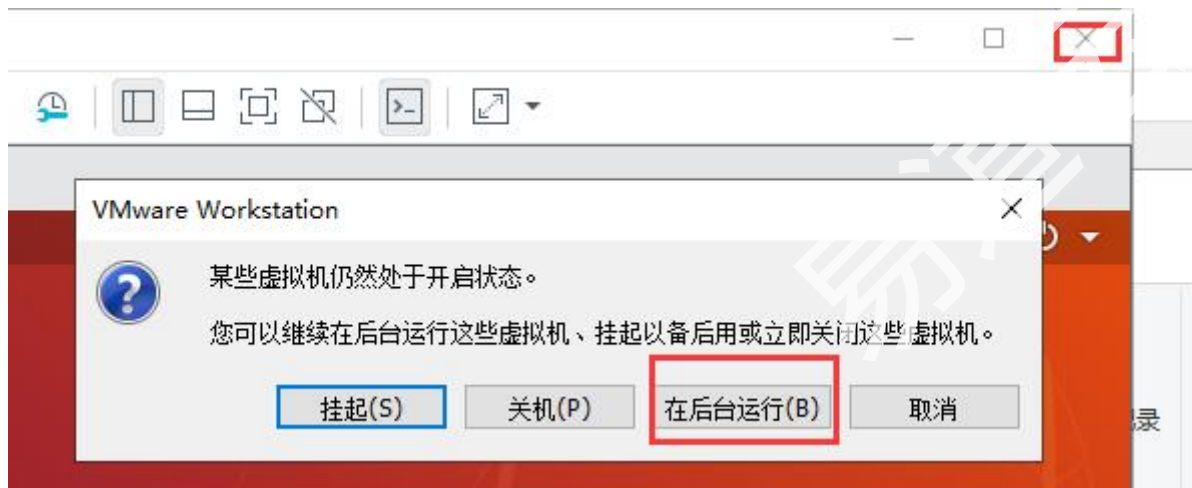 VMware Workstation
某些虚拟机仍然处于开启状态。
您可以继续在后台运行这些虚拟机、挂起以备后用或立即关闭这些虚拟机。
挂起(S) 关机(P) 在后台运行(B) 取消
录